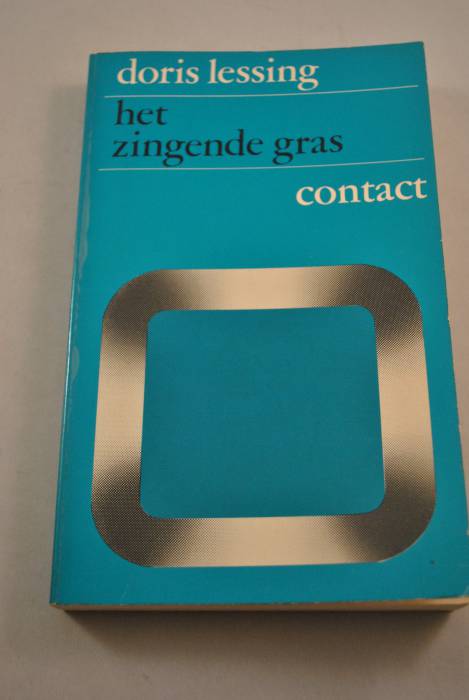 doris lessing
het
zingende gras
contact